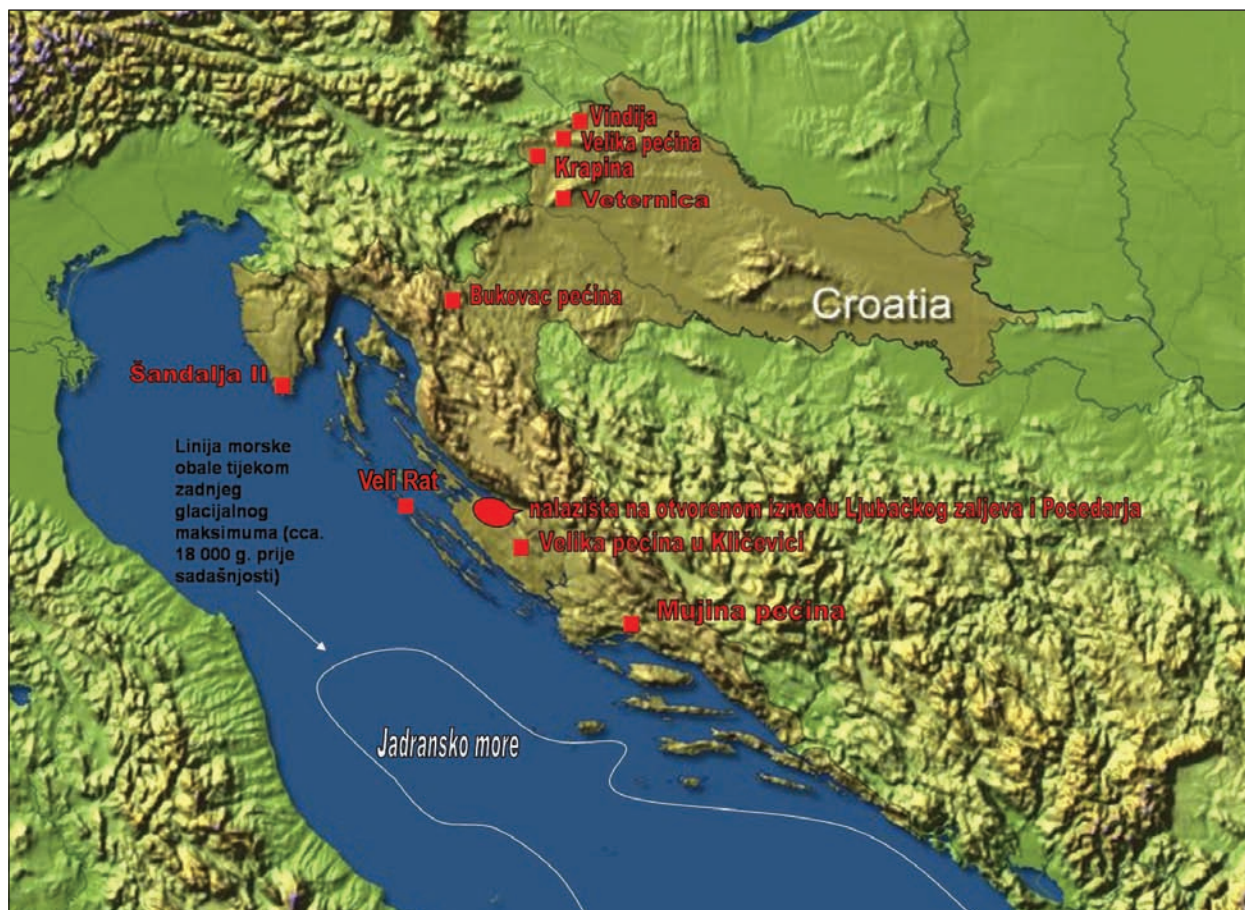 Vindija
Velika pećina
Krapina
Veternica
Bukovac pećina
Croatia
Šandalja II
Linija morske
obale tijekom
zadnjeg
glacijalnog
maksimuma (cca.
18 000 g. prije
sadašnjosti)
Veli Rat
nalazišta na otvorenom između Ljubačkog zaljeva i Posedarja
Velika pećina u Kličevici
Mujina pećina
Jadransko more